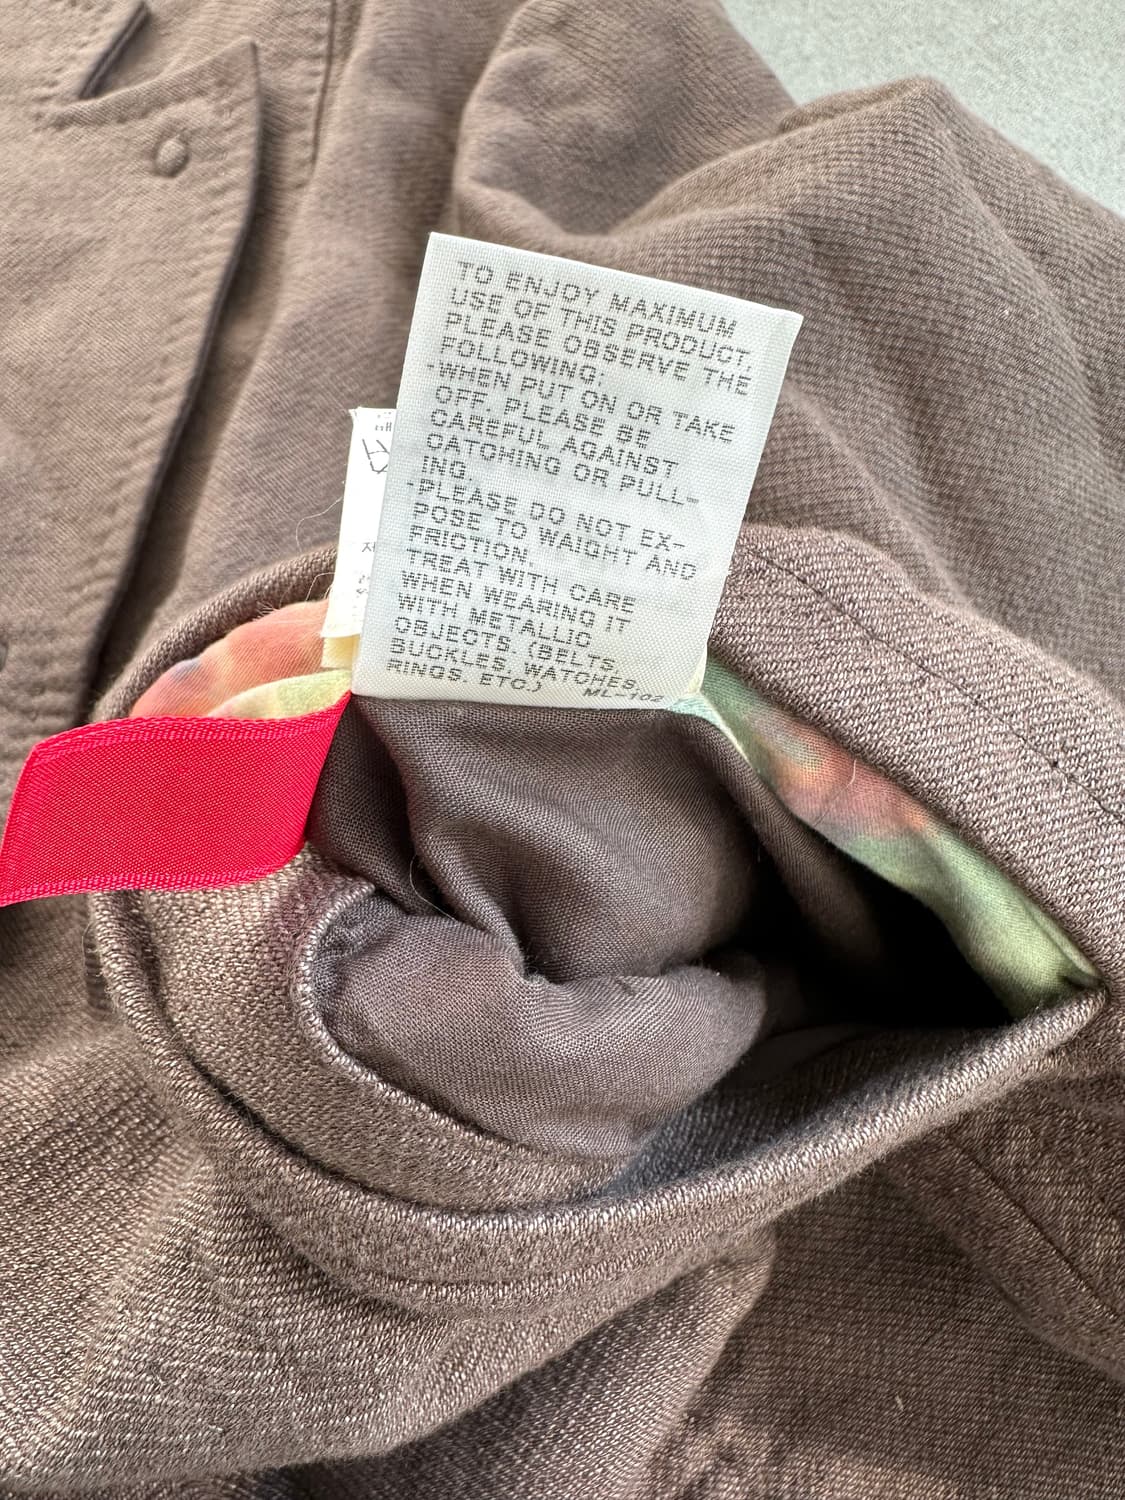 TO ENJOY MAXIMUM
USE OF THIS PRODUCT,
PLEASE OBSERVE THE
FOLLOWING:
-WHEN PUT ON OR TAKE
OFF, PLEASE BE
CAREFUL AGAINST
CATCHING OR PULL-
ING.
-PLEASE DO NOT EX-
POSE TO WAIGHT AND
FRICTION.
TREAT WITH CARE
WHEN WEARING IT
WITH METALLIC
OBJECTS. (BELTS,
BUCKLES, WATCHES,
RINGS, ETC.) ML-102